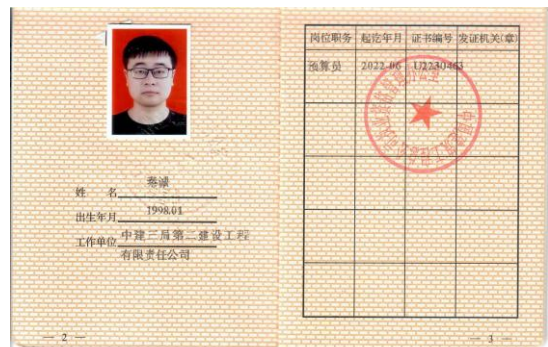 姓 名
出生年月 1998.01
工作单位 中建三局第二建设工程
有限责任公司
— 2 —
岗位职务 起讫年月 证书编号 发证机关(章)
预算员 2022.06 U2230463
— 3 —